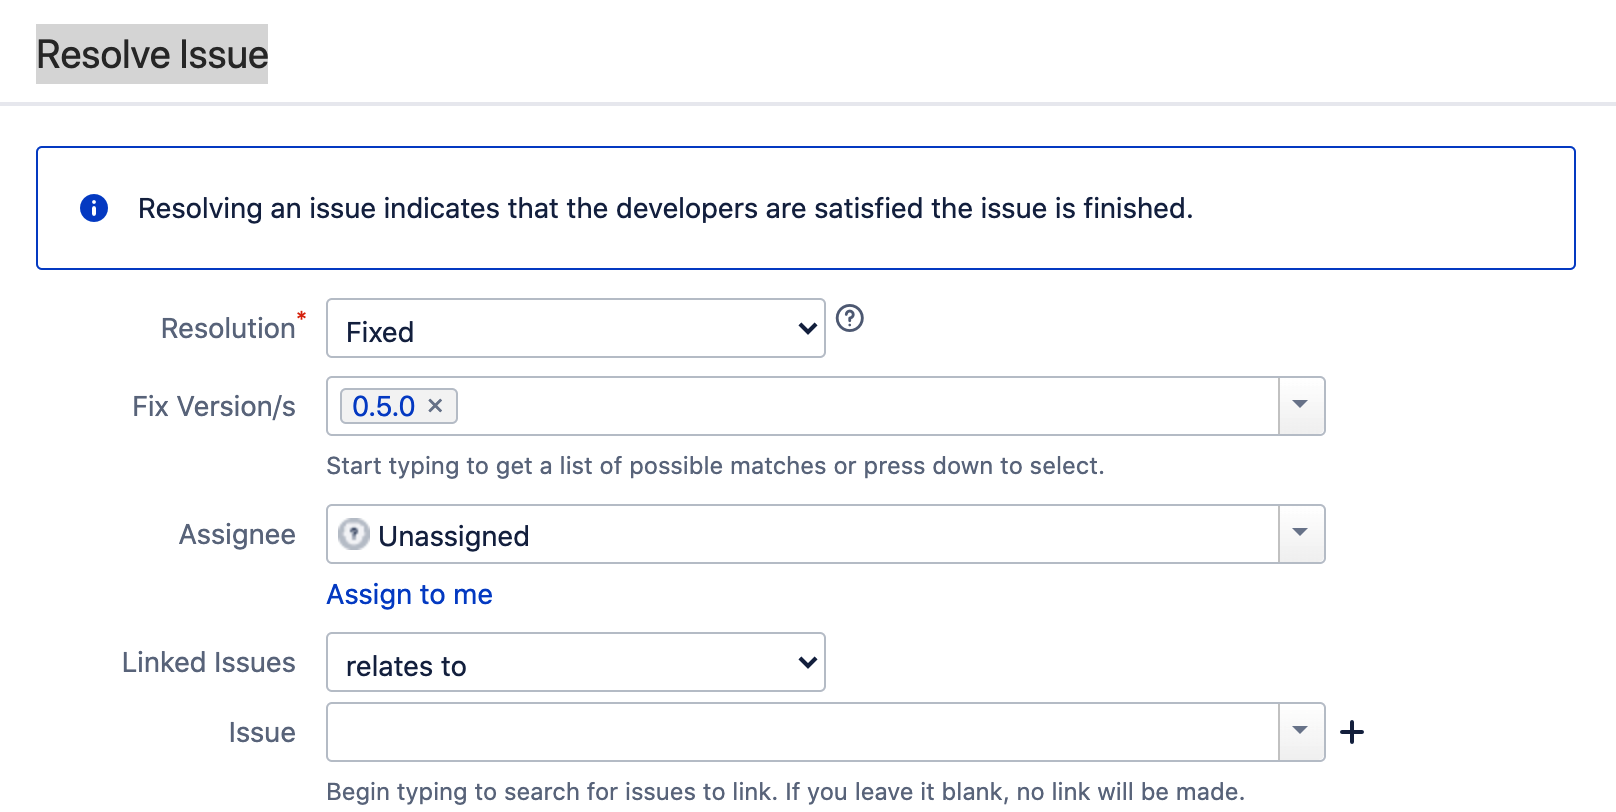 Resolve Issue
Resolving an issue indicates that the developers are satisfied the issue is finished.
Resolution*
Fixed
Fix Version/s
0.5.0
Start typing to get a list of possible matches or press down to select.
Assignee
Unassigned
Assign to me
Linked Issues
relates to
Issue
Begin typing to search for issues to link. If you leave it blank, no link will be made.